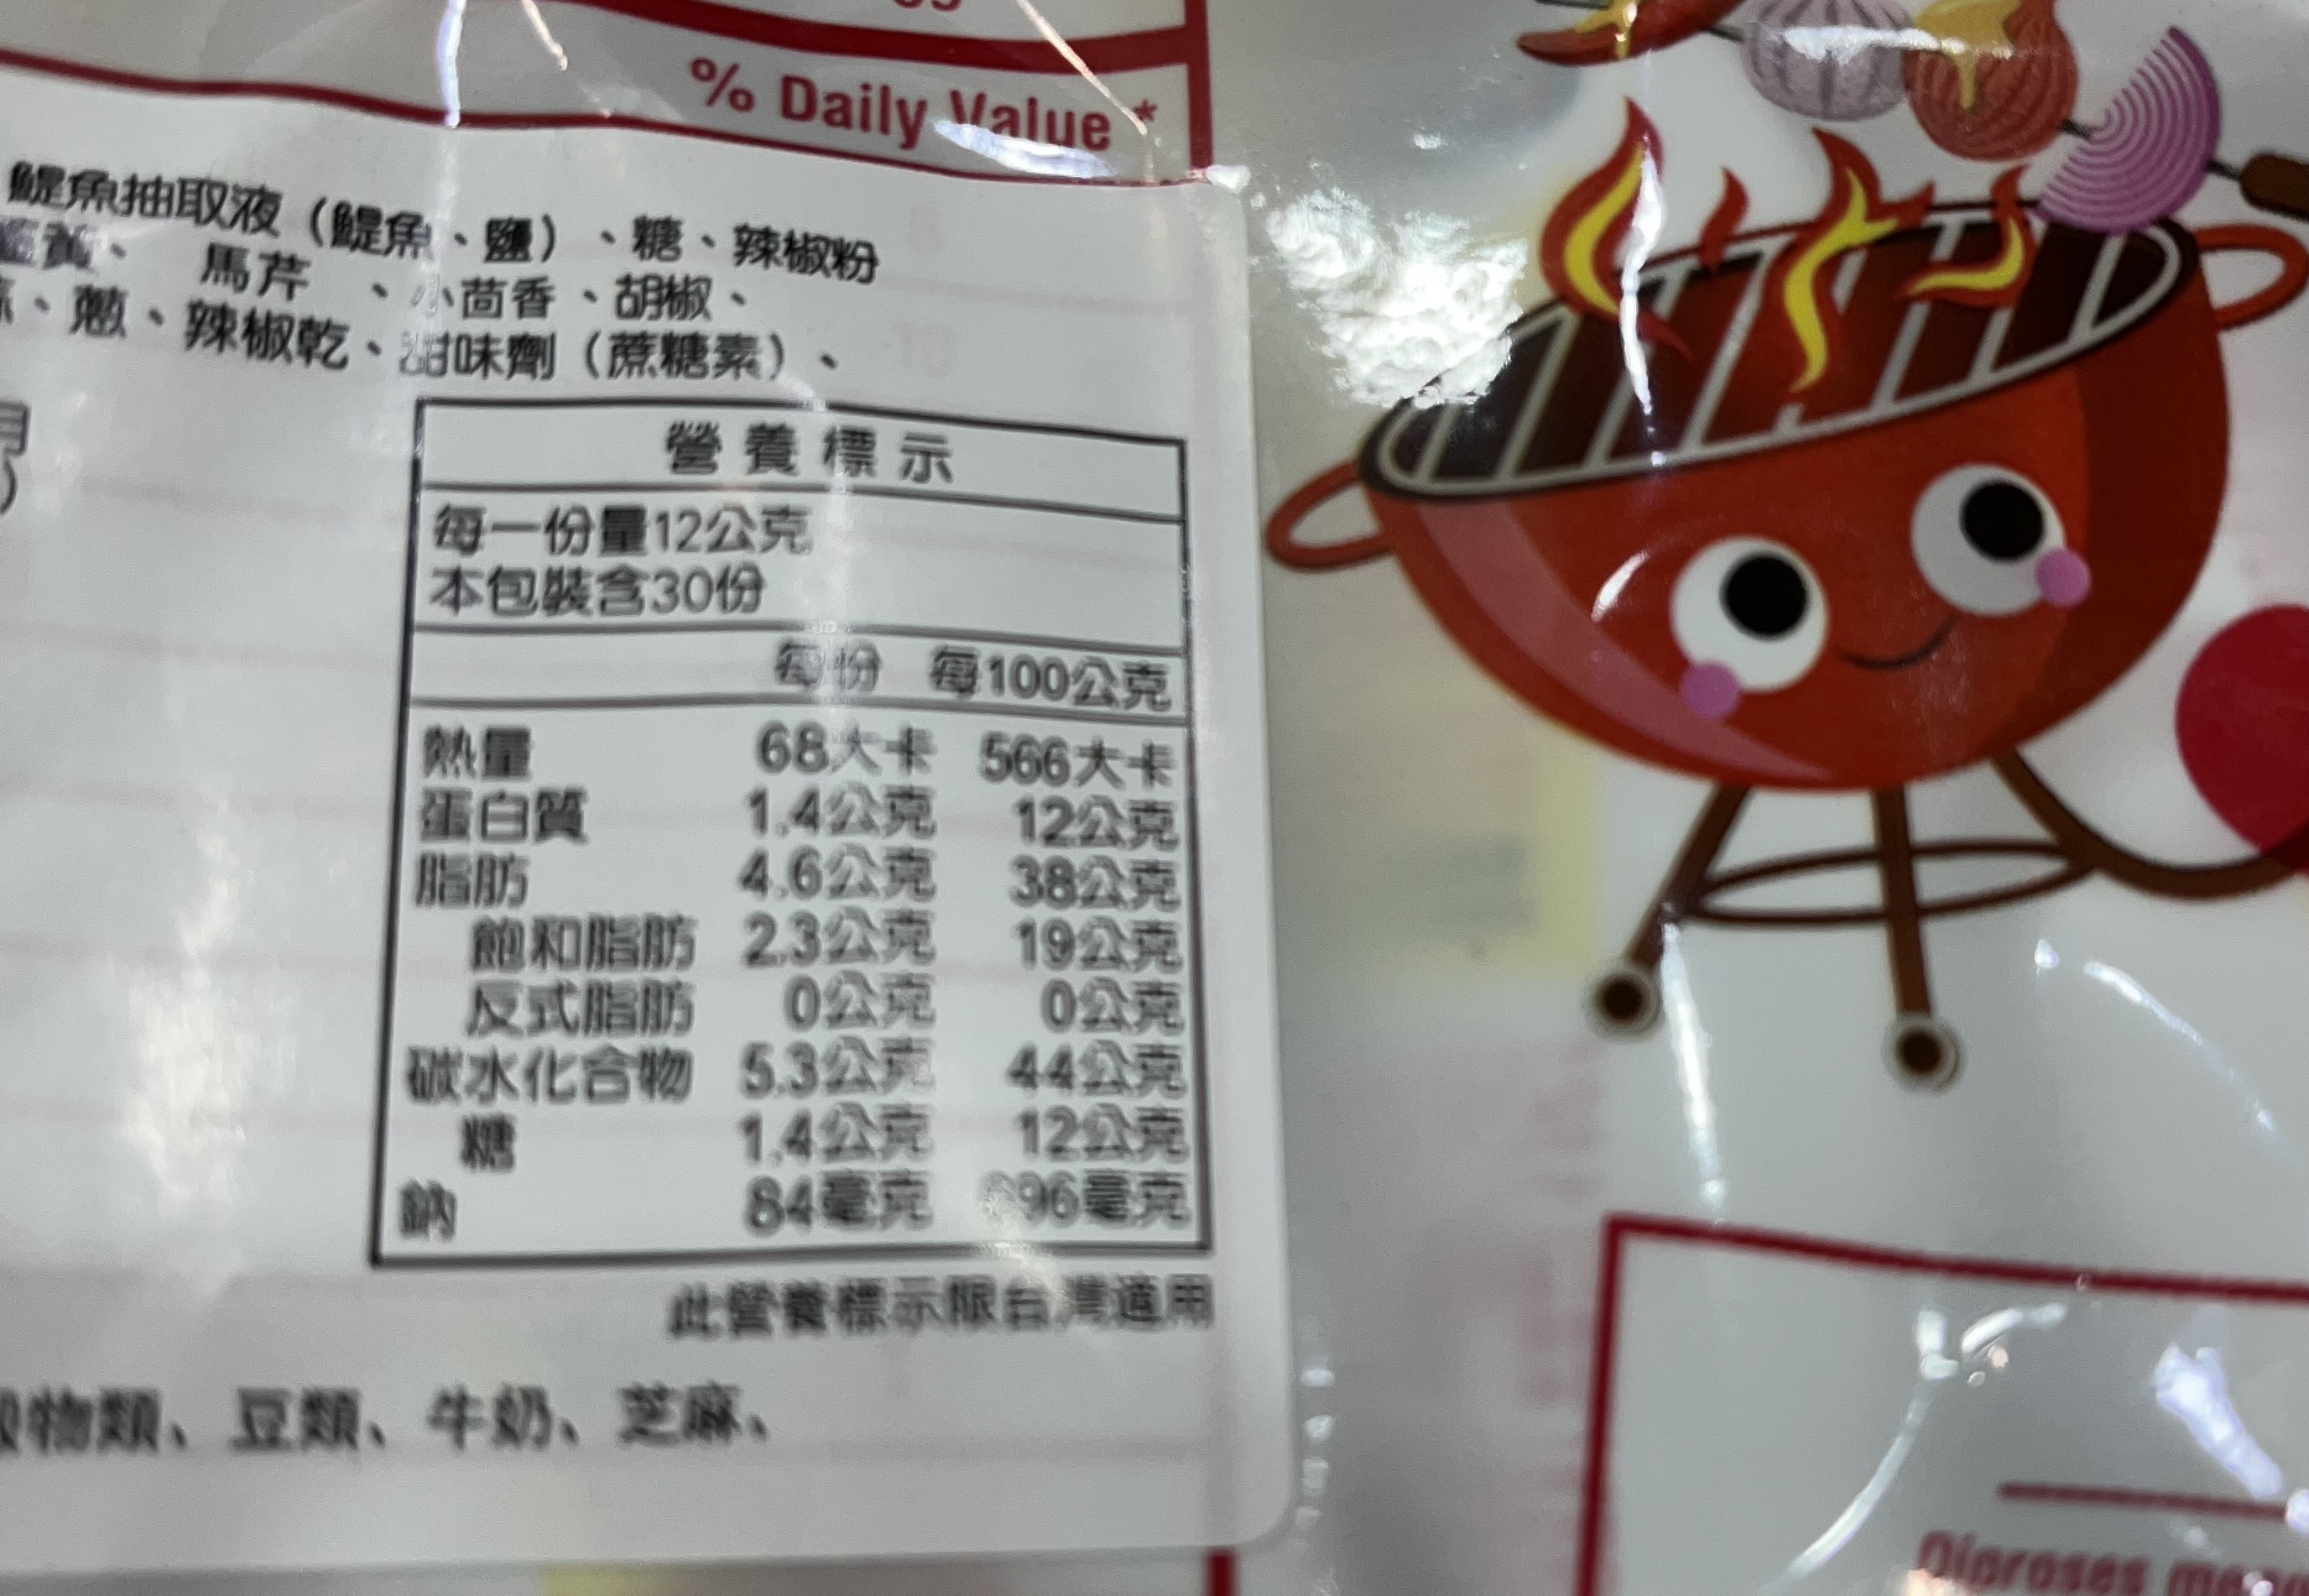 % Daily Value *
鯷魚抽取液（鯷魚、鹽）、糖、辣椒粉
薑黃、 馬芹 、小茴香、胡椒、
、蔥、辣椒乾、甜味劑（蔗糖素）、
營養標示
每一份量12公克
本包裝含30份
每份 每100公克
熱量 68大卡 566大卡
蛋白質 1.4公克 12公克
脂肪 4.6公克 38公克
飽和脂肪 2.3公克 19公克
反式脂肪 0公克 0公克
碳水化合物 5.3公克 44公克
糖 1.4公克 12公克
鈉 84毫克 毫克
此營養標示限台灣適用
物類、豆類、牛奶、芝麻、